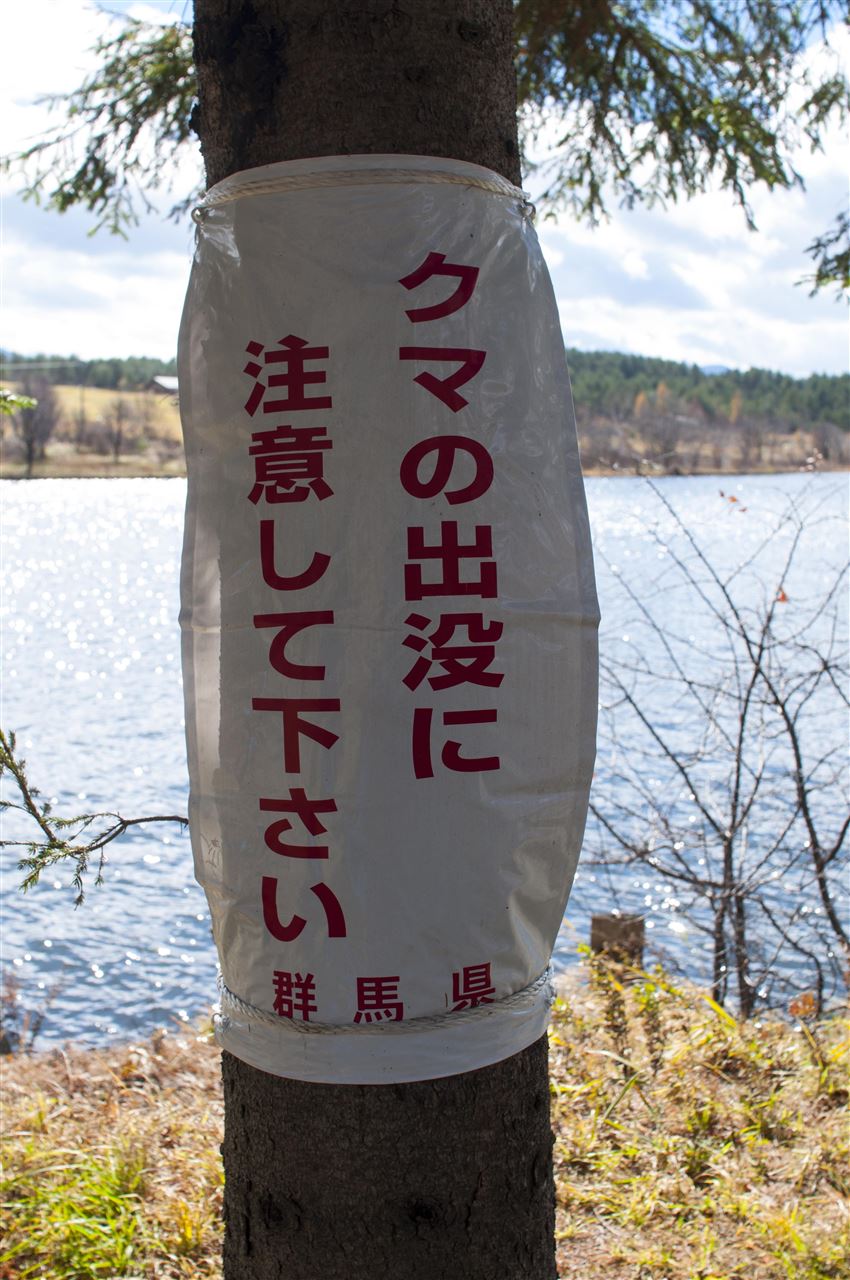 クマの出没に
注意して下さい
群馬県